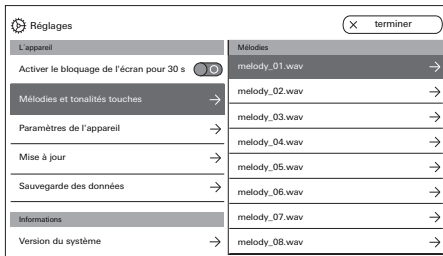 Réglages
terminer
L'appareil
Activer le bloquage de l'écran pour 30 s
Mélodies et tonalités touches
Paramètres de l'appareil
Mise à jour
Sauvegarde des données
Informations
Version du système
Mélodies
melody_01.wav
melody_02.wav
melody_03.wav
melody_04.wav
melody_05.wav
melody_06.wav
melody_07.wav
melody_08.wav